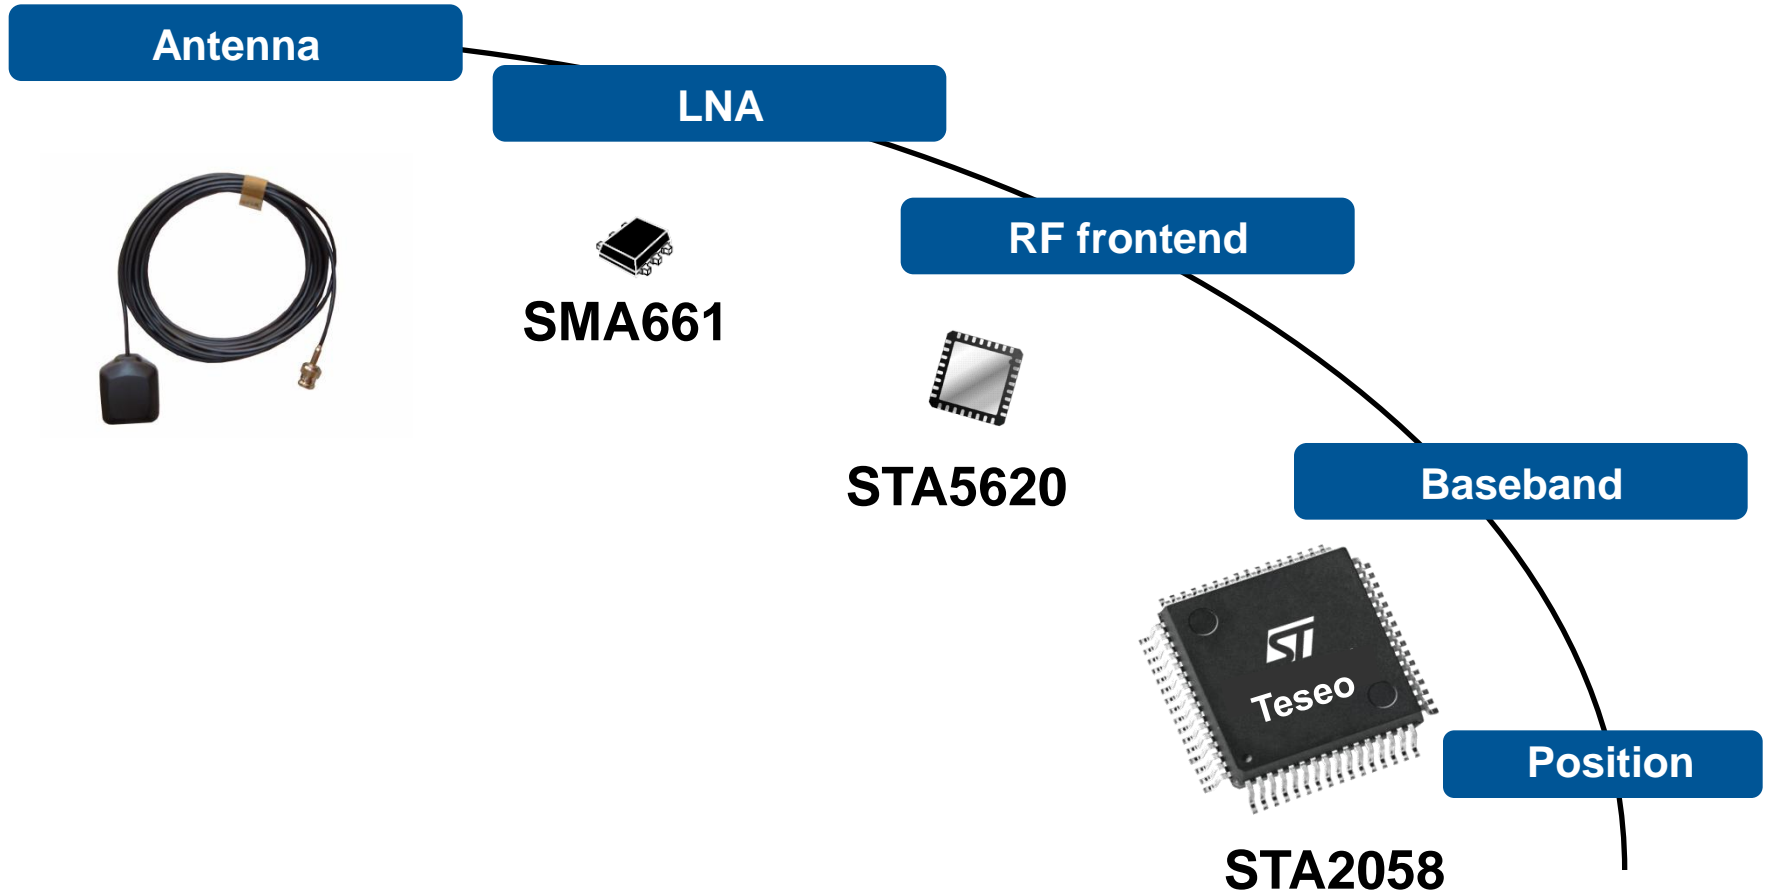 Antenna
LNA
RF frontend
SMA661
STA5620
Baseband
ST
Teseo
Position
STA2058